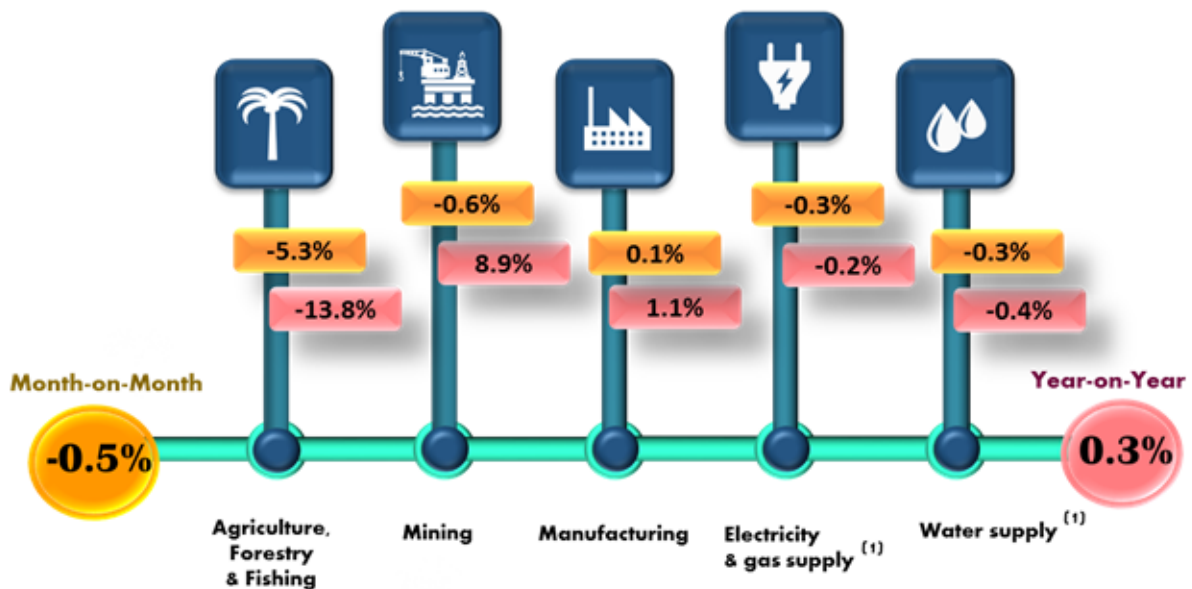 -5.3%
-13.8%
-0.6%
8.9%
0.1%
1.1%
-0.3%
-0.2%
-0.3%
-0.4%
Month-on-Month
-0.5%
Year-on-Year
0.3%
Agriculture,
Forestry
& Fishing
Mining
Manufacturing
Electricity
& gas supply (1)
Water supply (1)